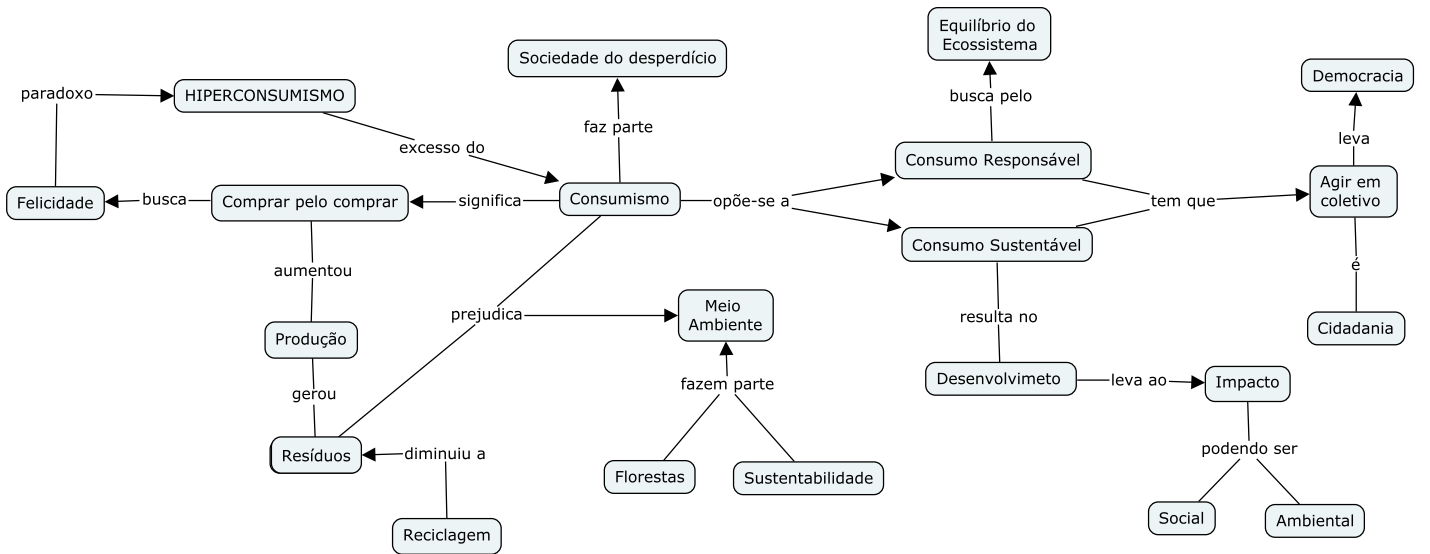 Equilíbrio do
Ecossistema
Sociedade do desperdício
Democracia
paradoxo
HIPERCONSUMISMO
busca pelo
faz parte
leva
excesso do
Consumo Responsável
Agir em
coletivo
Felicidade
busca
Comprar pelo comprar
significa
Consumismo
opõe-se a
tem que
Consumo Sustentável
aumentou
é
prejudica
Meio
Ambiente
resulta no
Cidadania
Produção
fazem parte
Desenvolvimeto
leva ao
Impacto
gerou
Resíduos
diminuiu a
podendo ser
Florestas
Sustentabilidade
Social
Ambiental
Reciclagem